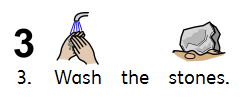 3
3. Wash the stones.